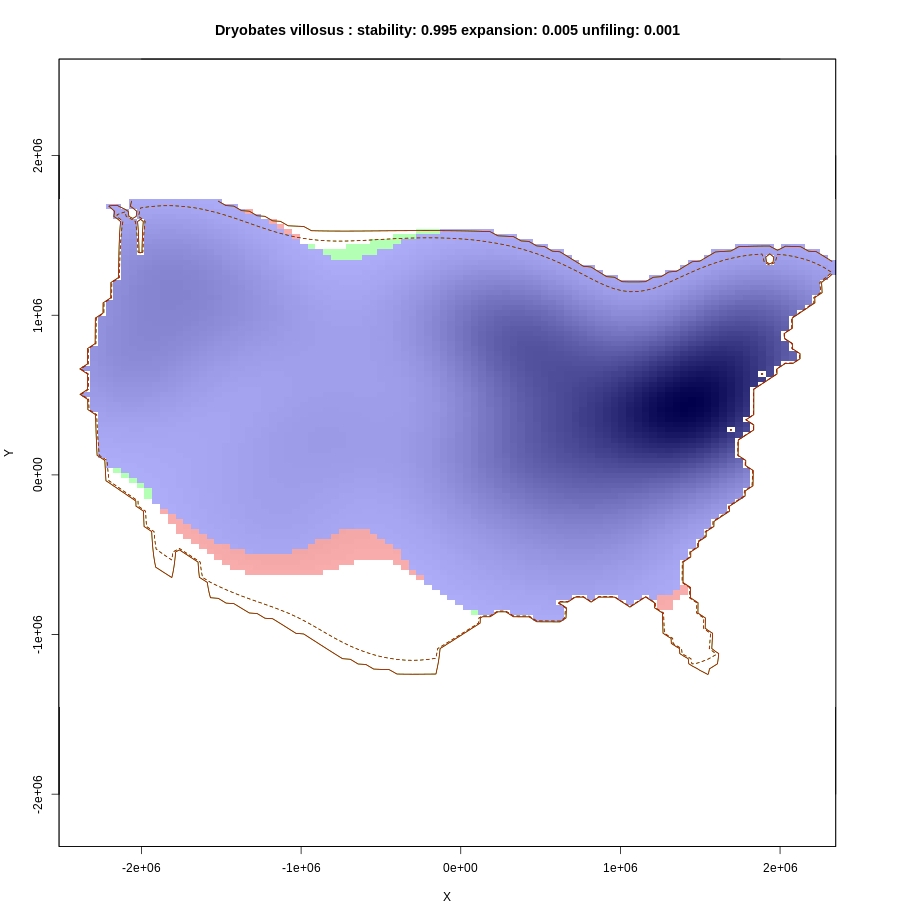 Dryobates villosus : stability: 0.995 expansion: 0.005 unfiling: 0.001
2e+06
1e+06
0e+00
-1e+06
-2e+06
Y
-2e+06 -1e+06 0e+00 1e+06 2e+06
X